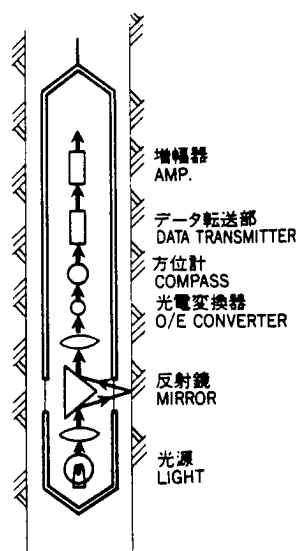 増幅器
AMP.
データ転送部
DATA TRANSMITTER
方位計
COMPASS
光電変換器
O/E CONVERTER
反射鏡
MIRROR
光源
LIGHT